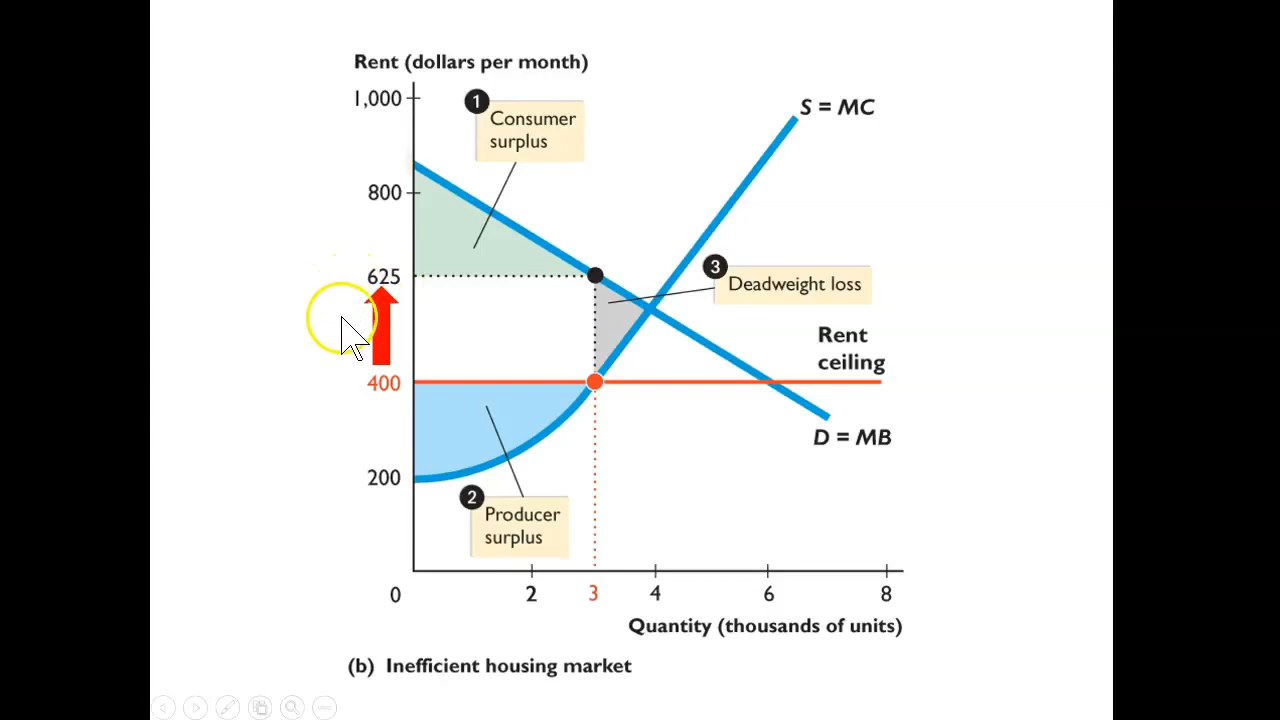 Rent (dollars per month)
1,000
1
Consumer
surplus
S = MC
800
3
Deadweight loss
625
Rent
ceiling
400
D = MB
200
2
Producer
surplus
0
2
3
4
6
8
Quantity (thousands of units)
(b) Inefficient housing market